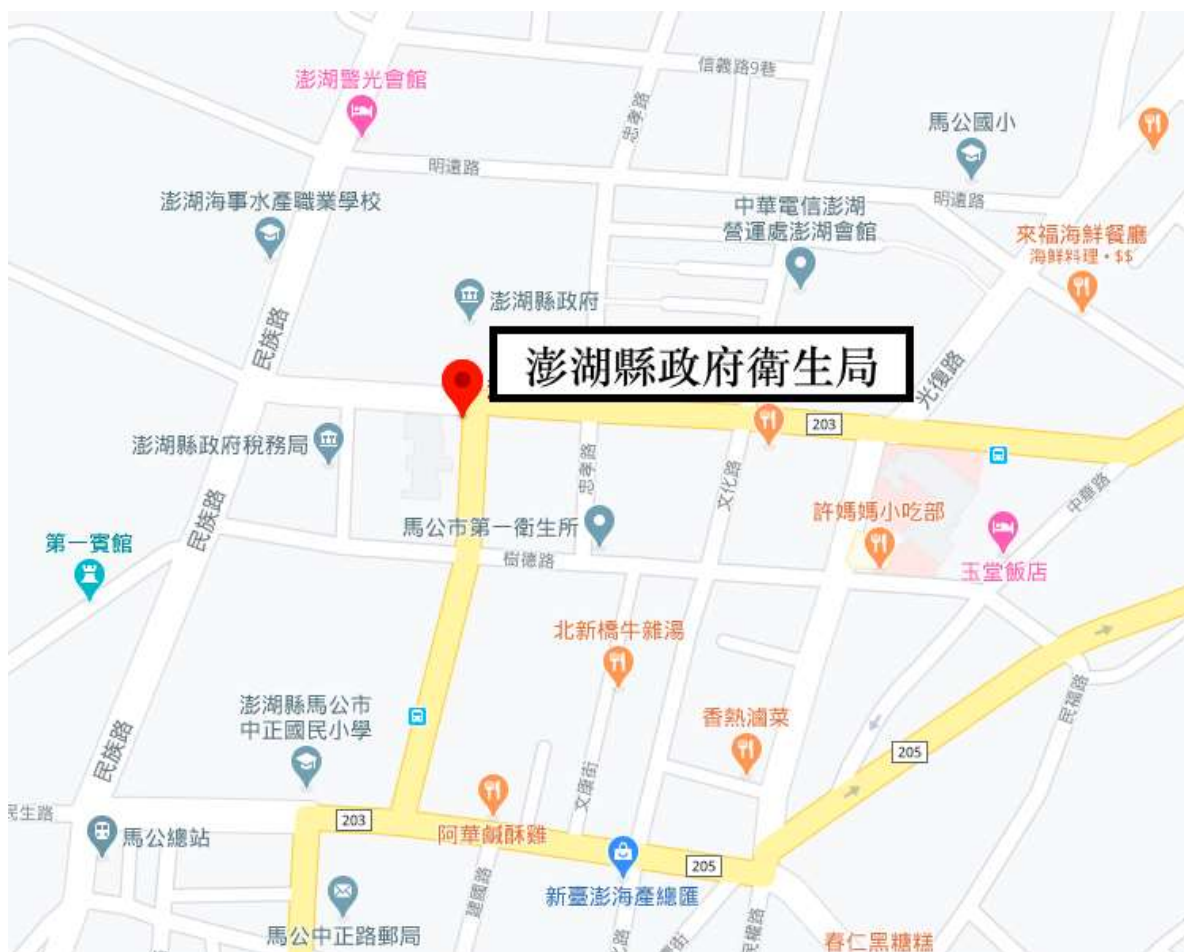 信義路9巷
澎湖警光會館
忠孝路
馬公國小
明遠路
明遠路
澎湖海事水產職業學校
中華電信澎湖
營運處澎湖會館
來福海鮮餐廳
海鮮料理・$$
澎湖縣政府
民族路
澎湖縣政府衛生局
光復路
203
澎湖縣政府稅務局
忠孝路
文化路
中華路
民族路
許媽媽小吃部
馬公市第一衛生所
第一賓館
樹德路
玉堂飯店
北新橋牛雜湯
民福路
澎湖縣馬公市
中正國民小學
香熱滷菜
民族路
205
文康街
民生路
203
馬公總站
阿華鹹酥雞
205
新臺澎海產總匯
建國路
馬公中正路郵局
民權路
春仁黑糖糕